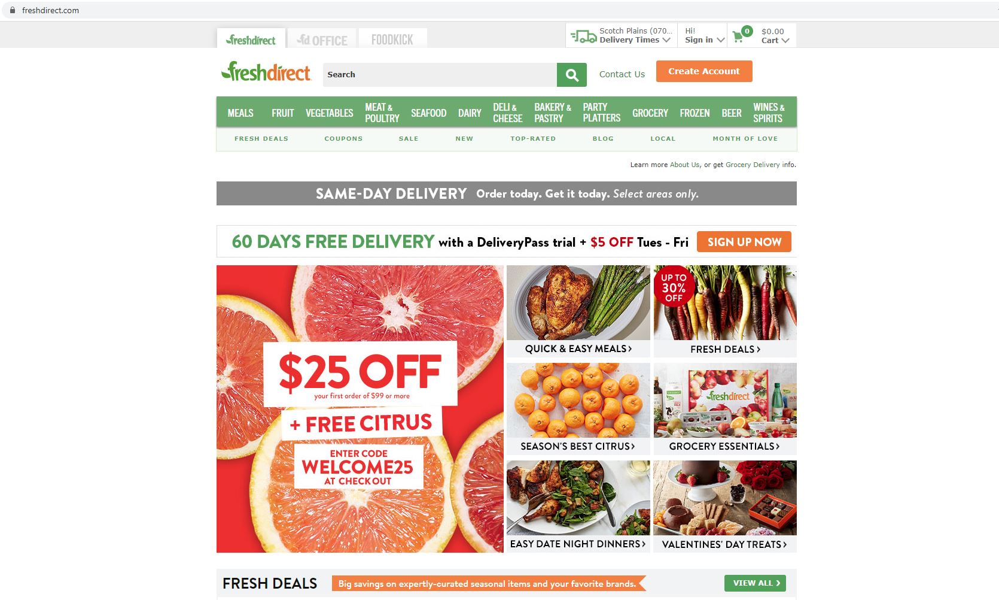 freshdirect.com
freshdirect
fd OFFICE
FOODKICK
Scotch Plains (070...
Delivery Times
Hi!
Sign in
0
$0.00
Cart
freshdirect
Search
Contact Us
Create Account
MEALS
FRUIT
VEGETABLES
MEAT &
POULTRY
SEAFOOD
DAIRY
DELI &
CHEESE
BAKERY &
PASTRY
PARTY
PLATTERS
GROCERY
FROZEN
BEER
WINES &
SPIRITS
FRESH DEALS
COUPONS
SALE
NEW
TOP-RATED
BLOG
LOCAL
MONTH OF LOVE
Learn more About Us, or get Grocery Delivery info.
SAME-DAY DELIVERY Order today. Get it today. Select areas only.
60 DAYS FREE DELIVERY with a DeliveryPass trial + $5 OFF Tues - Fri
SIGN UP NOW
$25 OFF
your first order of $99 or more
+ FREE CITRUS
ENTER CODE
WELCOME25
AT CHECKOUT
QUICK & EASY MEALS >
UP TO
30%
OFF
FRESH DEALS >
SEASON'S BEST CITRUS >
freshdirect
GROCERY ESSENTIALS >
EASY DATE NIGHT DINNERS >
VALENTINES' DAY TREATS >
FRESH DEALS
Big savings on expertly-curated seasonal items and your favorite brands.
VIEW ALL >